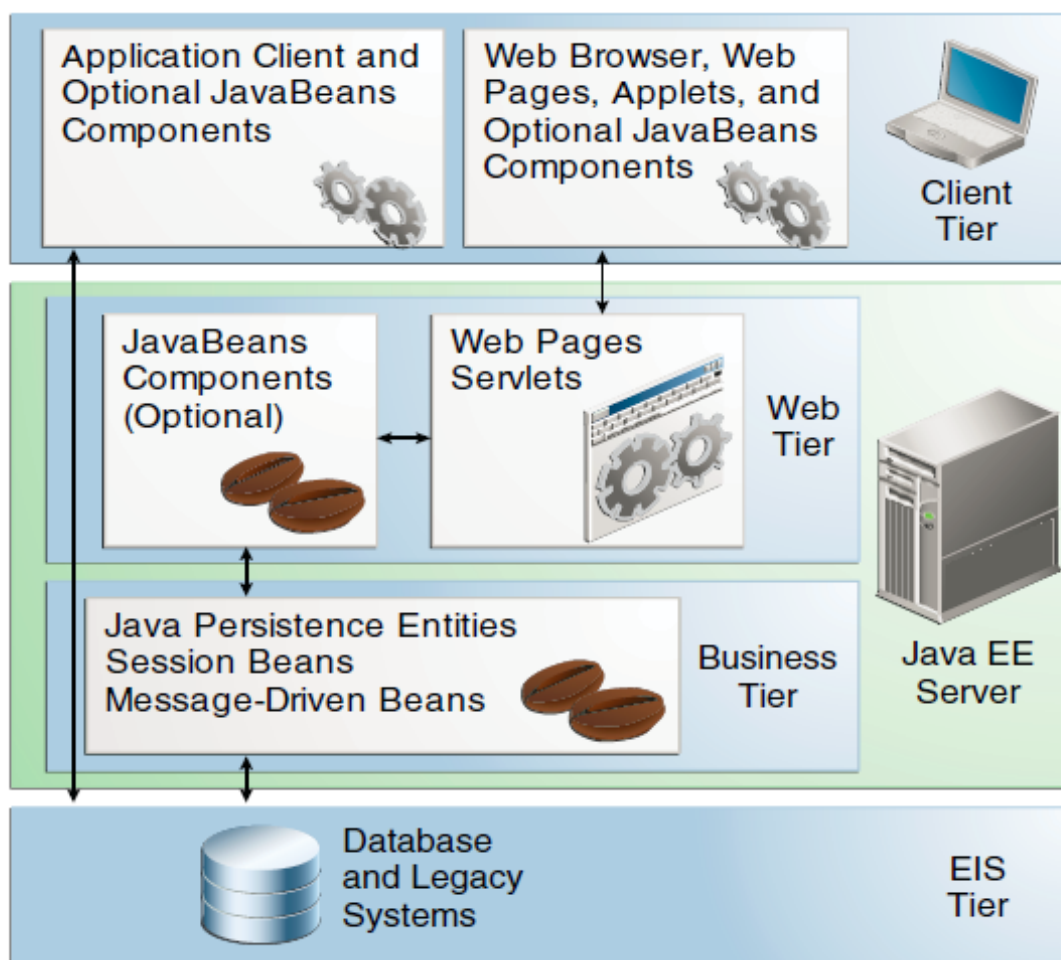 Application Client and
Optional JavaBeans
Components
Web Browser, Web
Pages, Applets, and
Optional JavaBeans
Components
Client
Tier
JavaBeans
Components
(Optional)
Web Pages
Servlets
Web
Tier
Java Persistence Entities
Session Beans
Message-Driven Beans
Business
Tier
Java EE
Server
Database
and Legacy
Systems
EIS
Tier